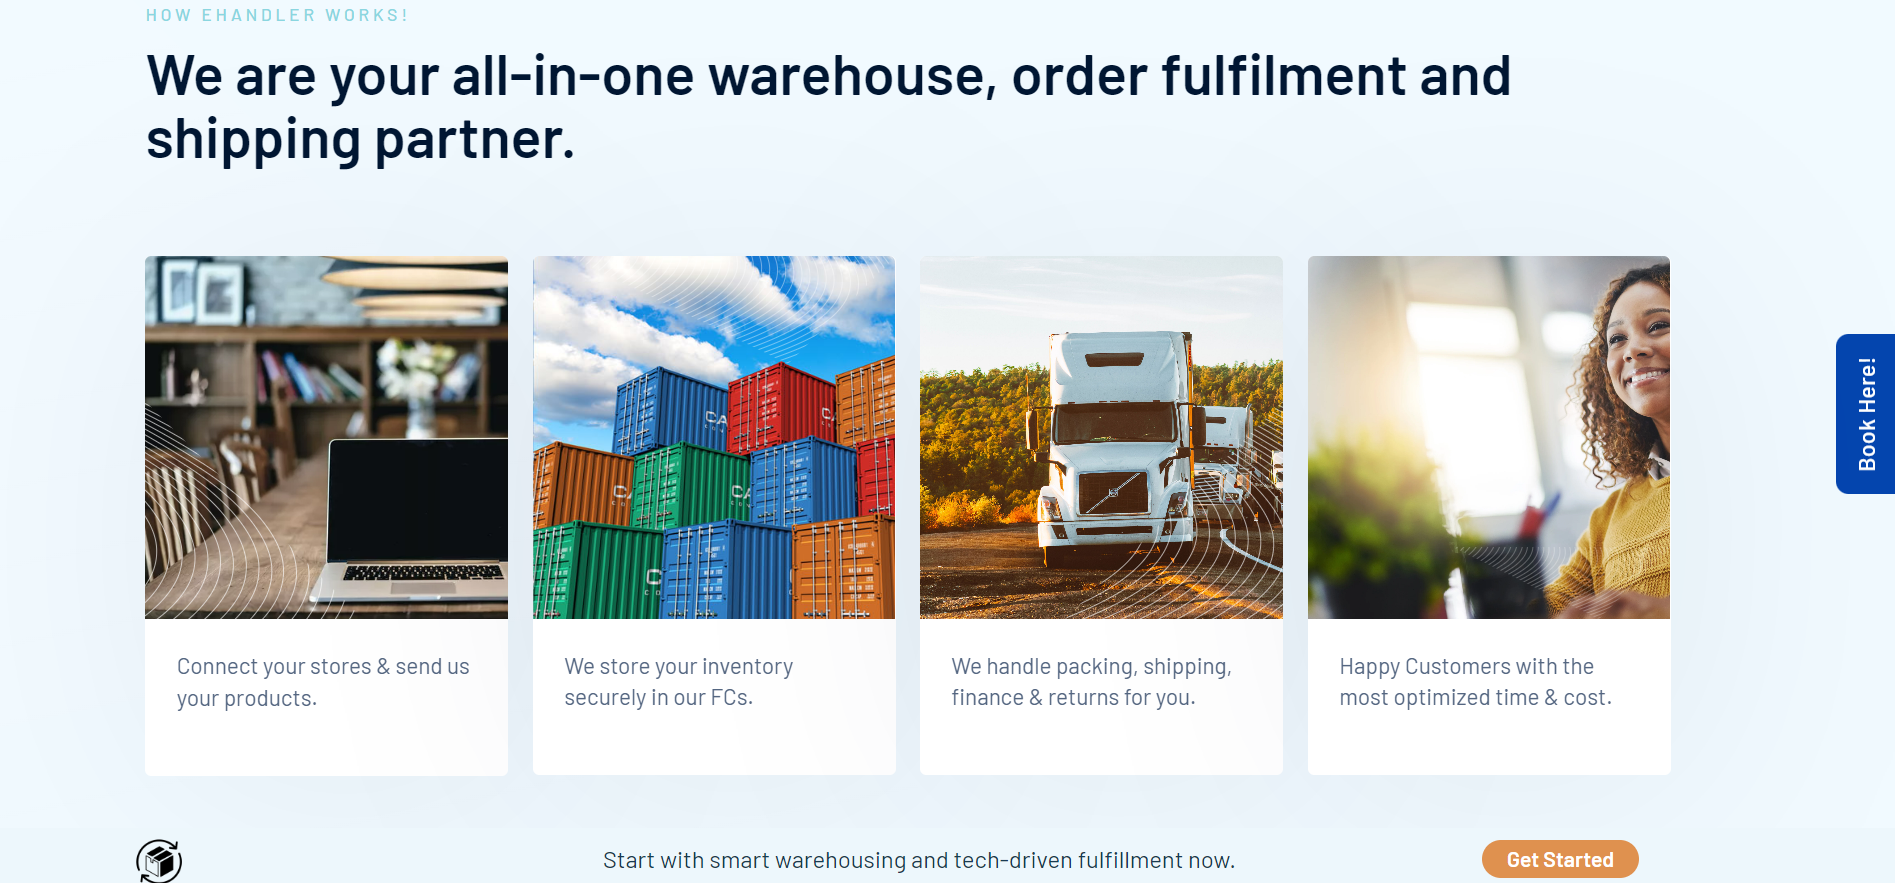 HOW EHANDLER WORKS!
We are your all-in-one warehouse, order fulfilment and
shipping partner.
Connect your stores & send us
your products.
We store your inventory
securely in our FCs.
We handle packing, shipping,
finance & returns for you.
Happy Customers with the
most optimized time & cost.
Book Here!
Start with smart warehousing and tech-driven fulfillment now.
Get Started